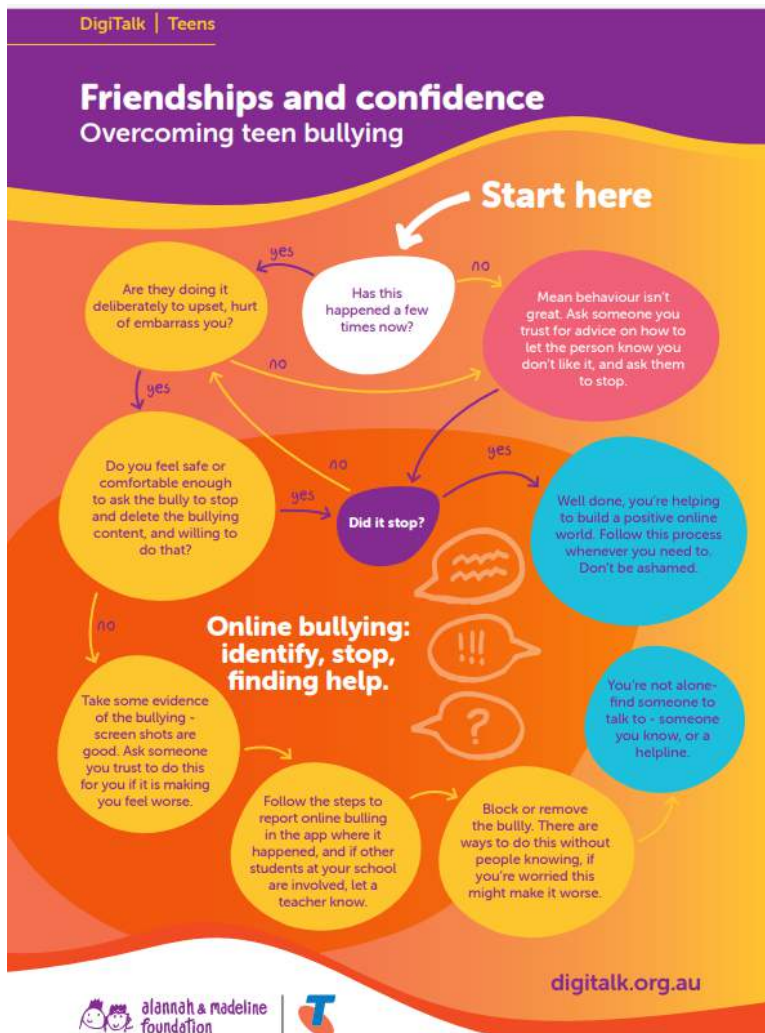 DigiTalk | Teens
Friendships and confidence
Overcoming teen bullying
Start here
Has this
happened a few
times now?
yes
no
Are they doing it
deliberately to upset, hurt
of embarrass you?
Mean behaviour isn't
great. Ask someone you
trust for advice on how to
let the person know you
don't like it, and ask them
to stop.
no
yes
Do you feel safe or
comfortable enough
to ask the bully to stop
and delete the bullying
content, and willing to
do that?
yes
no
Did it stop?
yes
Well done, you're helping
to build a positive online
world. Follow this process
whenever you need to.
Don't be ashamed.
no
Online bullying:
identify, stop,
finding help.
!!!
?
Take some evidence
of the bullying -
screen shots are
good. Ask someone
you trust to do this
for you if it is making
you feel worse.
Follow the steps to
report online bulling
in the app where it
happened, and if other
students at your school
are involved, let a
teacher know.
Block or remove
the bullly. There are
ways to do this without
people knowing, if
you're worried this
might make it worse.
You're not alone-
find someone to
talk to - someone
you know, or a
helpline.
digitalk.org.au
alannah & madeline
foundation